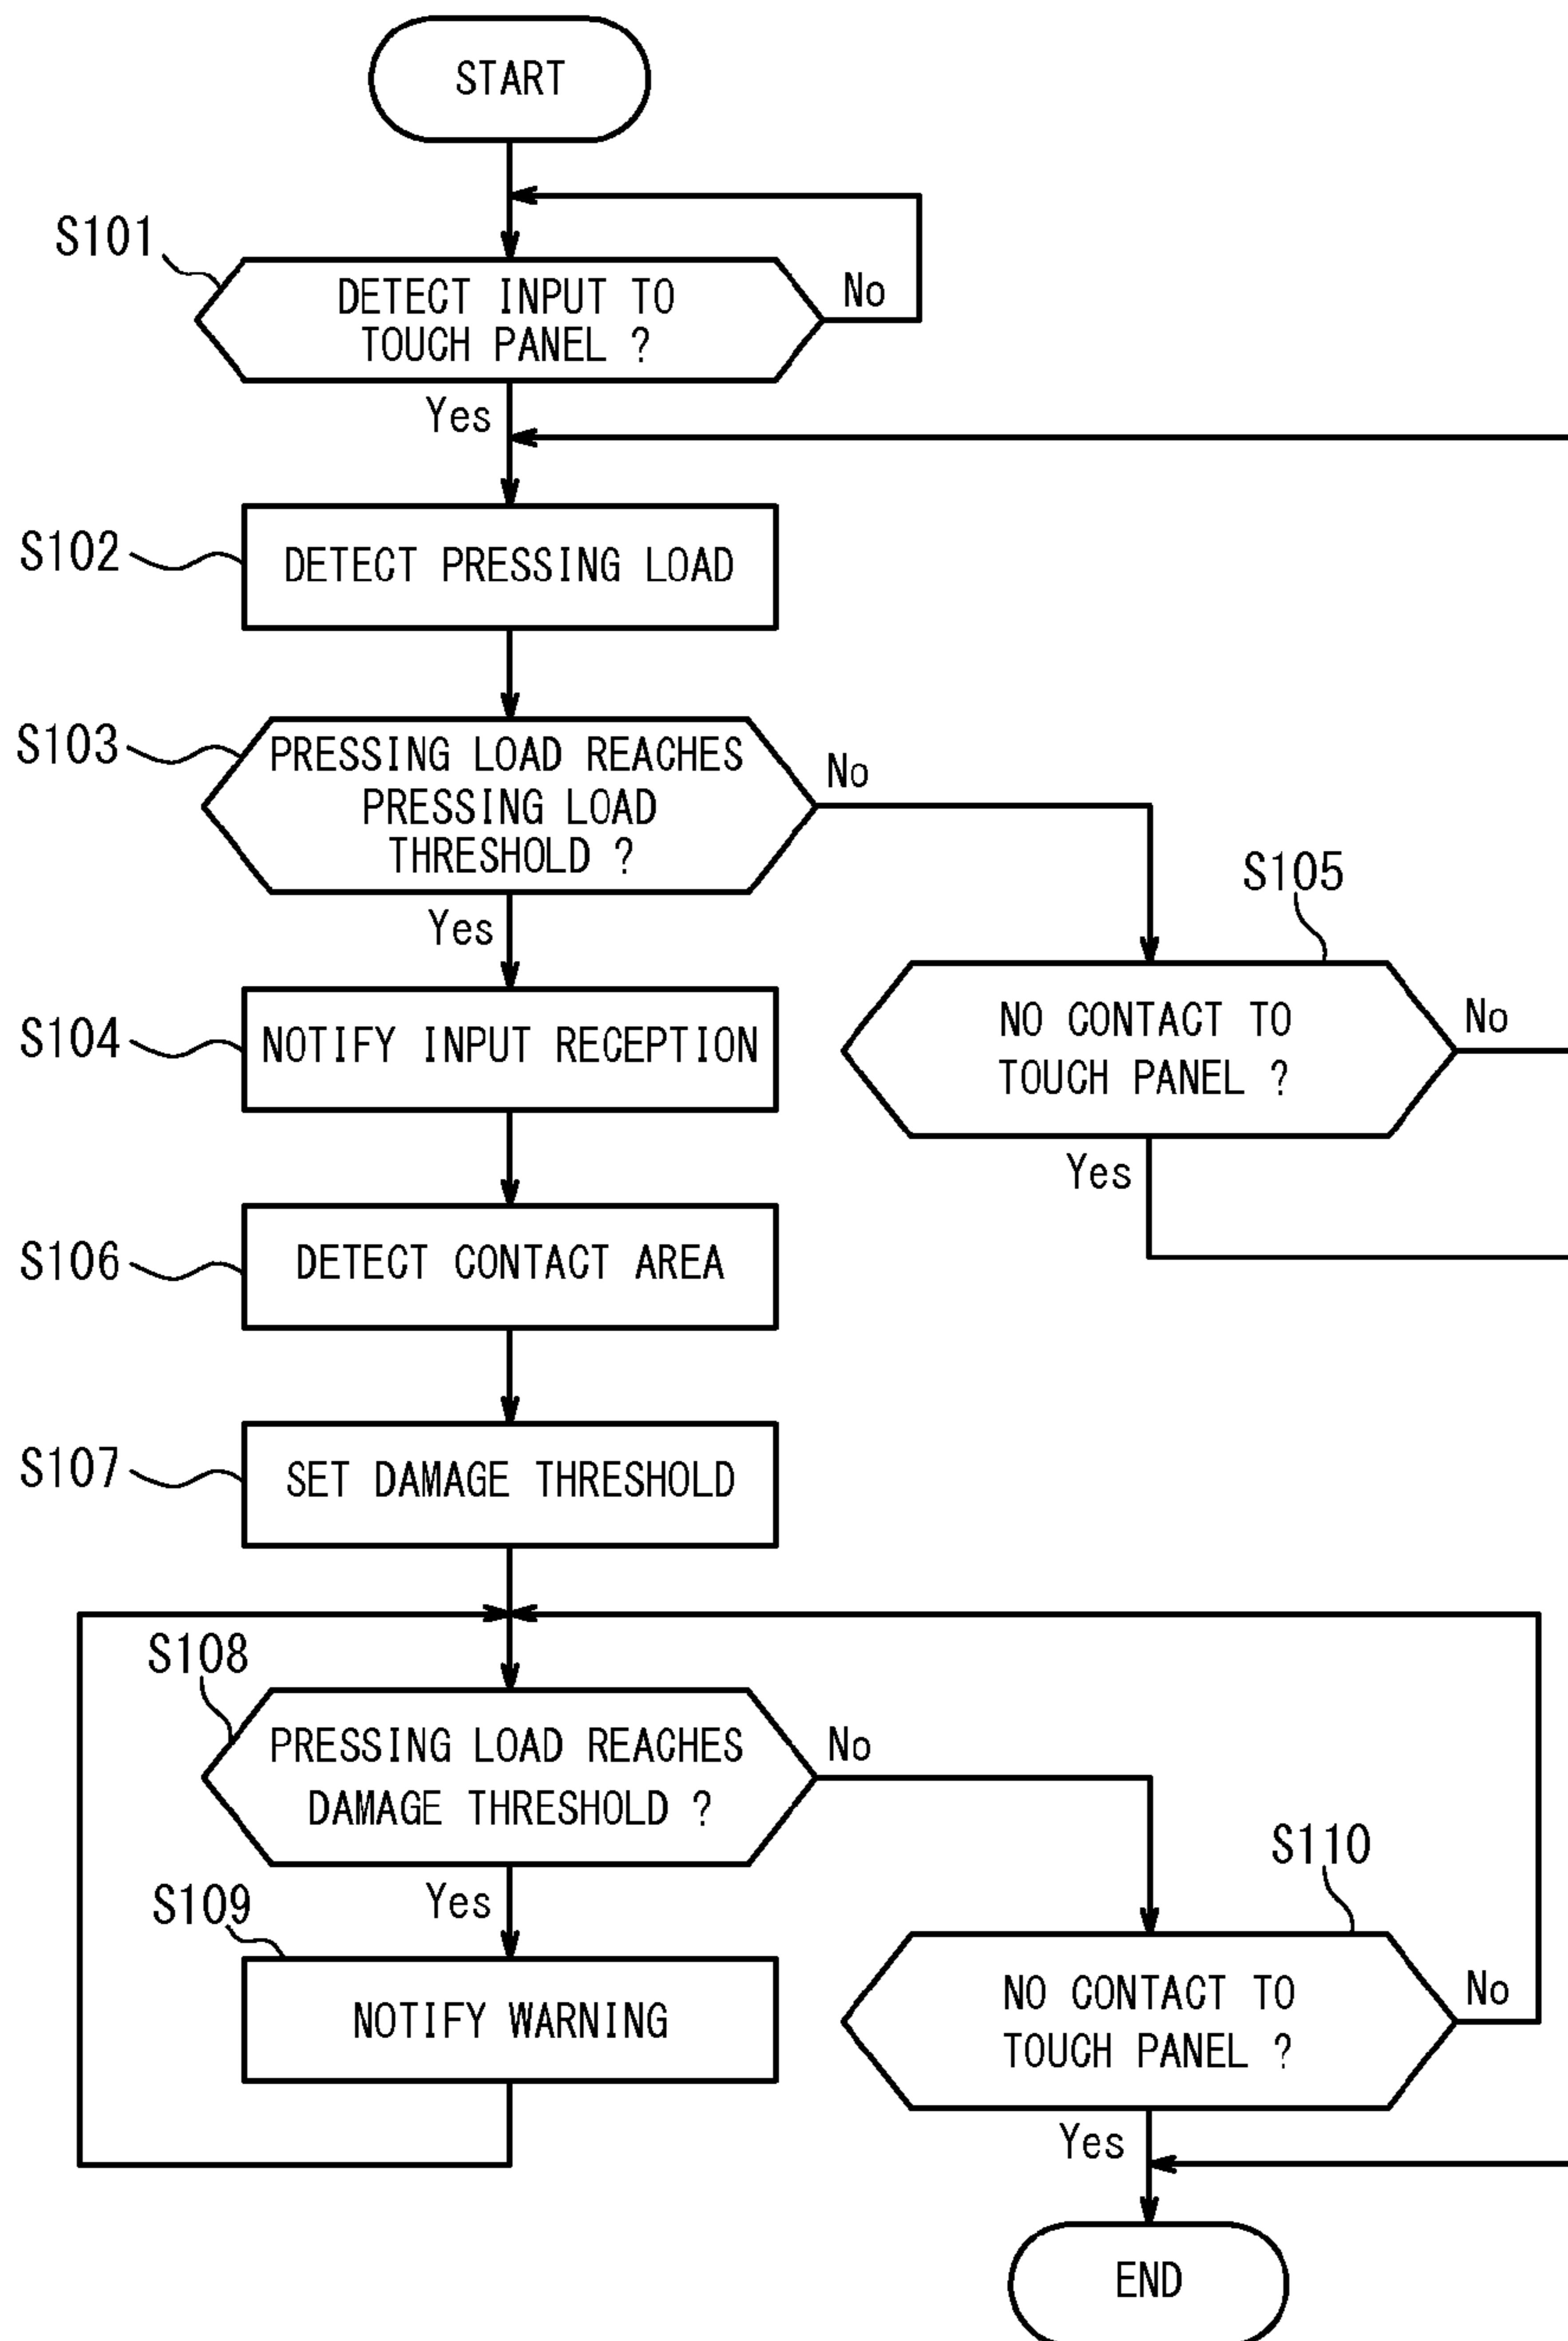 START
S101
DETECT INPUT TO
TOUCH PANEL ?
No
Yes
S102
DETECT PRESSING LOAD
S103
PRESSING LOAD REACHES
PRESSING LOAD
THRESHOLD ?
No
Yes
S105
NO CONTACT TO
TOUCH PANEL ?
No
Yes
S104
NOTIFY INPUT RECEPTION
S106
DETECT CONTACT AREA
S107
SET DAMAGE THRESHOLD
S108
PRESSING LOAD REACHES
DAMAGE THRESHOLD ?
No
Yes
S109
NOTIFY WARNING
S110
NO CONTACT TO
TOUCH PANEL ?
No
Yes
END